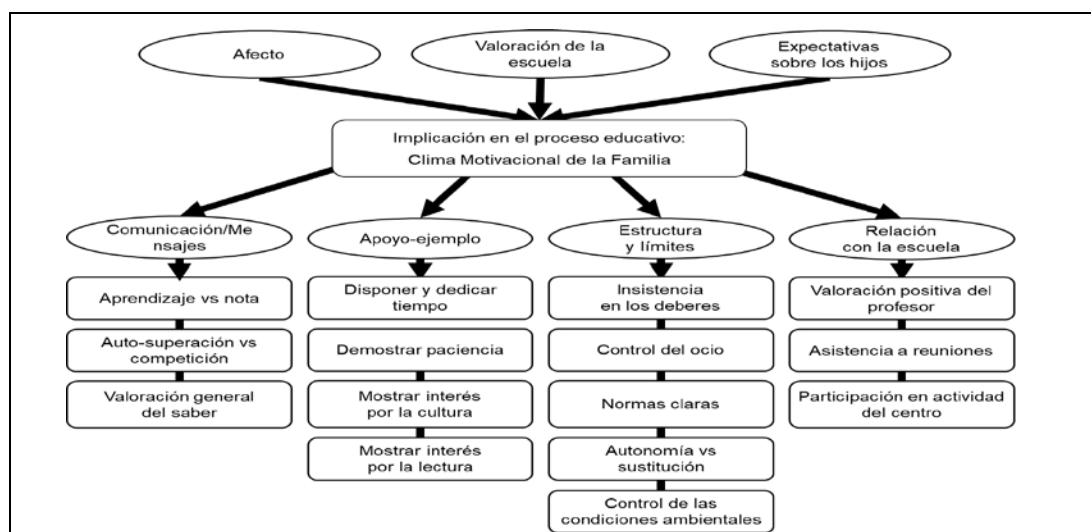 Afecto
Valoración de la
escuela
Expectativas
sobre los hijos
Implicación en el proceso educativo:
Clima Motivacional de la Familia
Comunicación/Me
nsajes
Apoyo-ejemplo
Estructura
y límites
Relación
con la escuela
Aprendizaje vs nota
Auto-superación vs
competición
Valoración general
del saber
Disponer y dedicar
tiempo
Demostrar paciencia
Mostrar interés
por la cultura
Mostrar interés
por la lectura
Insistencia
en los deberes
Control del ocio
Normas claras
Autonomía vs
sustitución
Control de las
condiciones ambientales
Valoración positiva del
profesor
Asistencia a reuniones
Participación en actividad
del centro